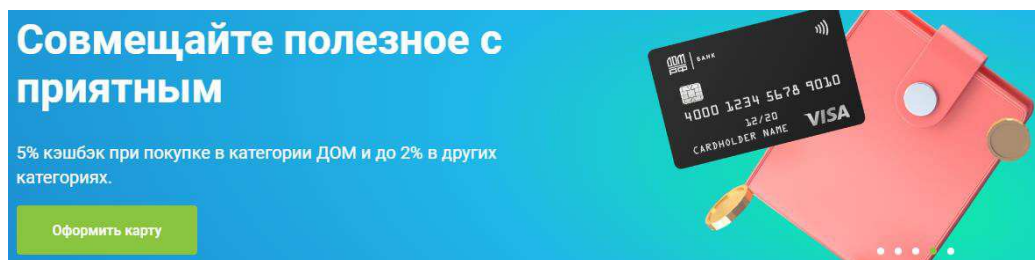 Совмещайте полезное с
приятным
5% кэшбэк при покупке в категории ДОМ и до 2% в других
категориях.
Оформить карту
ДОМ
РФ
БАНК
4000 1234 5678 9010
12/20
VISA
CARDHOLDER NAME